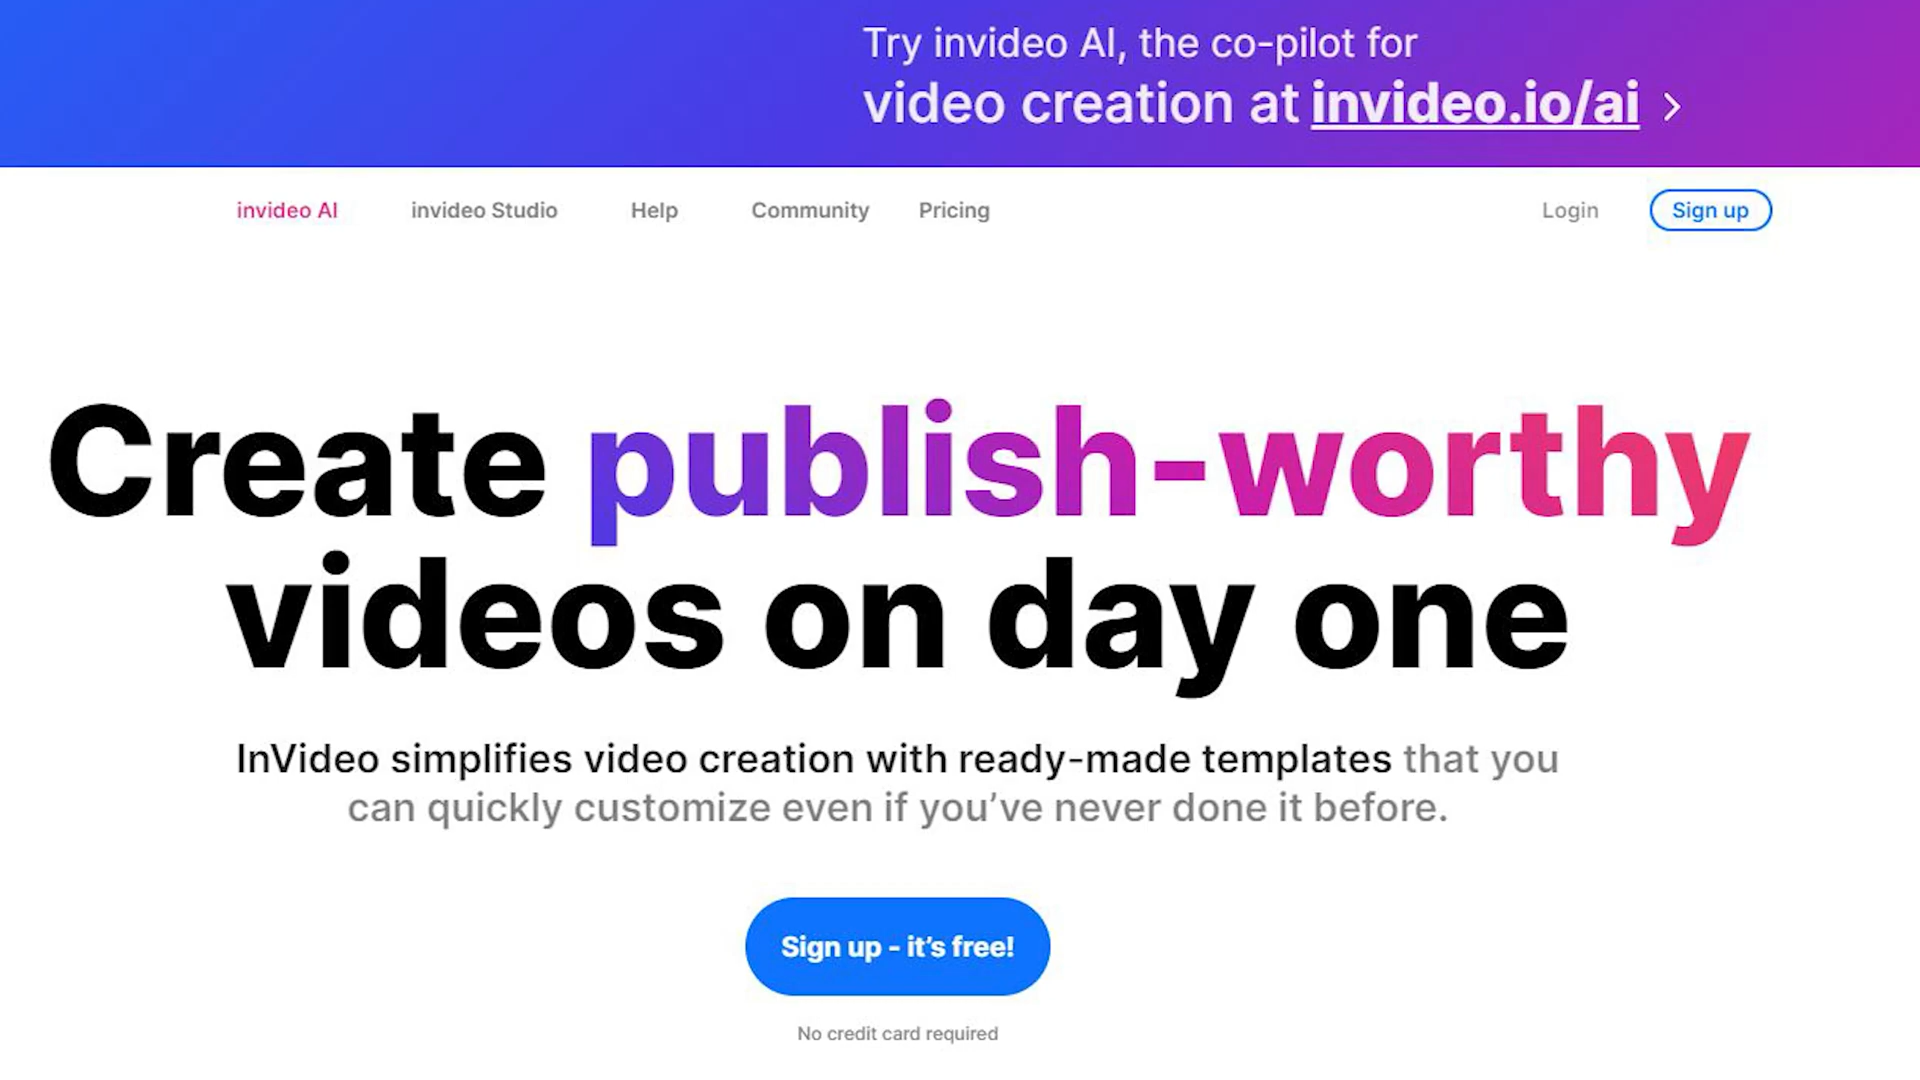 Try invideo AI, the co-pilot for
video creation at invideo.io/ai >
invideo AI invideo Studio Help Community Pricing Login Sign up
Create publish-worthy
videos on day one
InVideo simplifies video creation with ready-made templates that you
can quickly customize even if you’ve never done it before.
Sign up - it’s free!
No credit card required